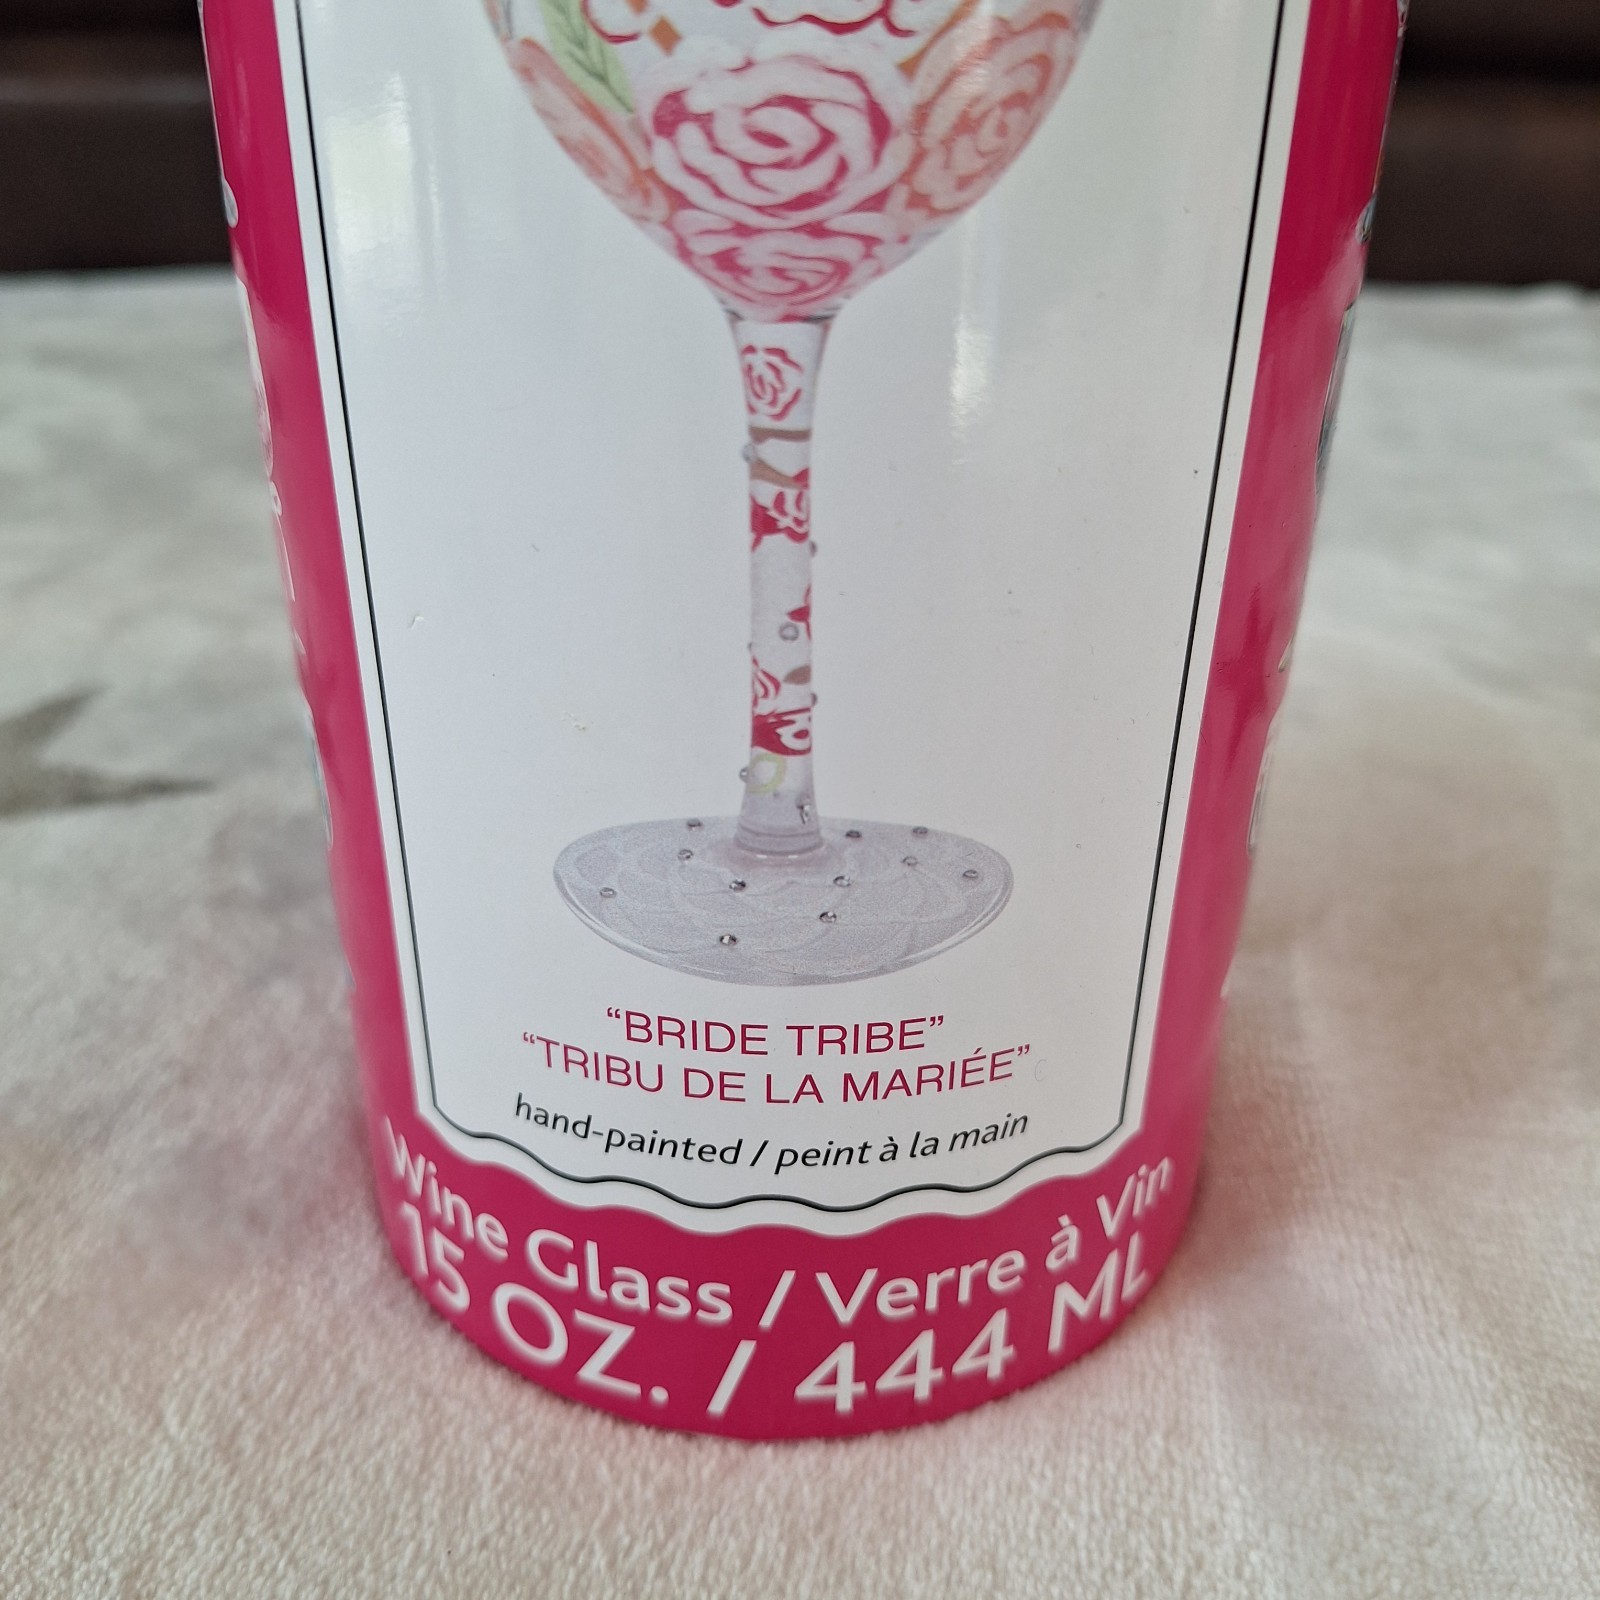 “BRIDE TRIBE”
“TRIBU DE LA MARIÉE”
hand-painted / peint à la main
Wine Glass / Verre à Vin
15 OZ. / 444 ML